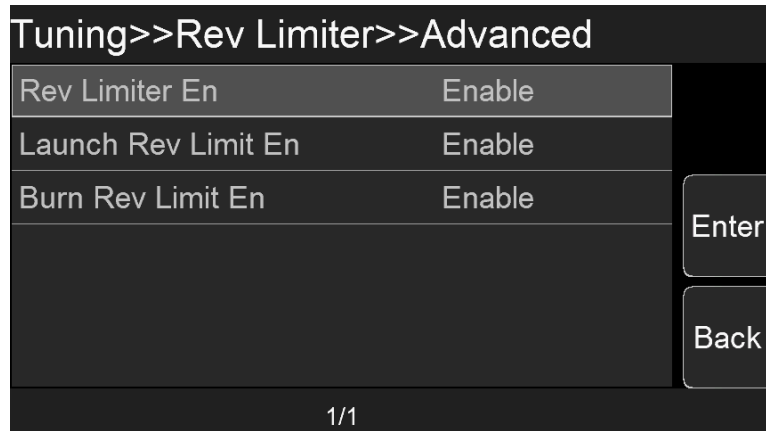 Tuning>>Rev Limiter>>Advanced
Rev Limiter En Enable
Launch Rev Limit En Enable
Burn Rev Limit En Enable
Enter
Back
1/1